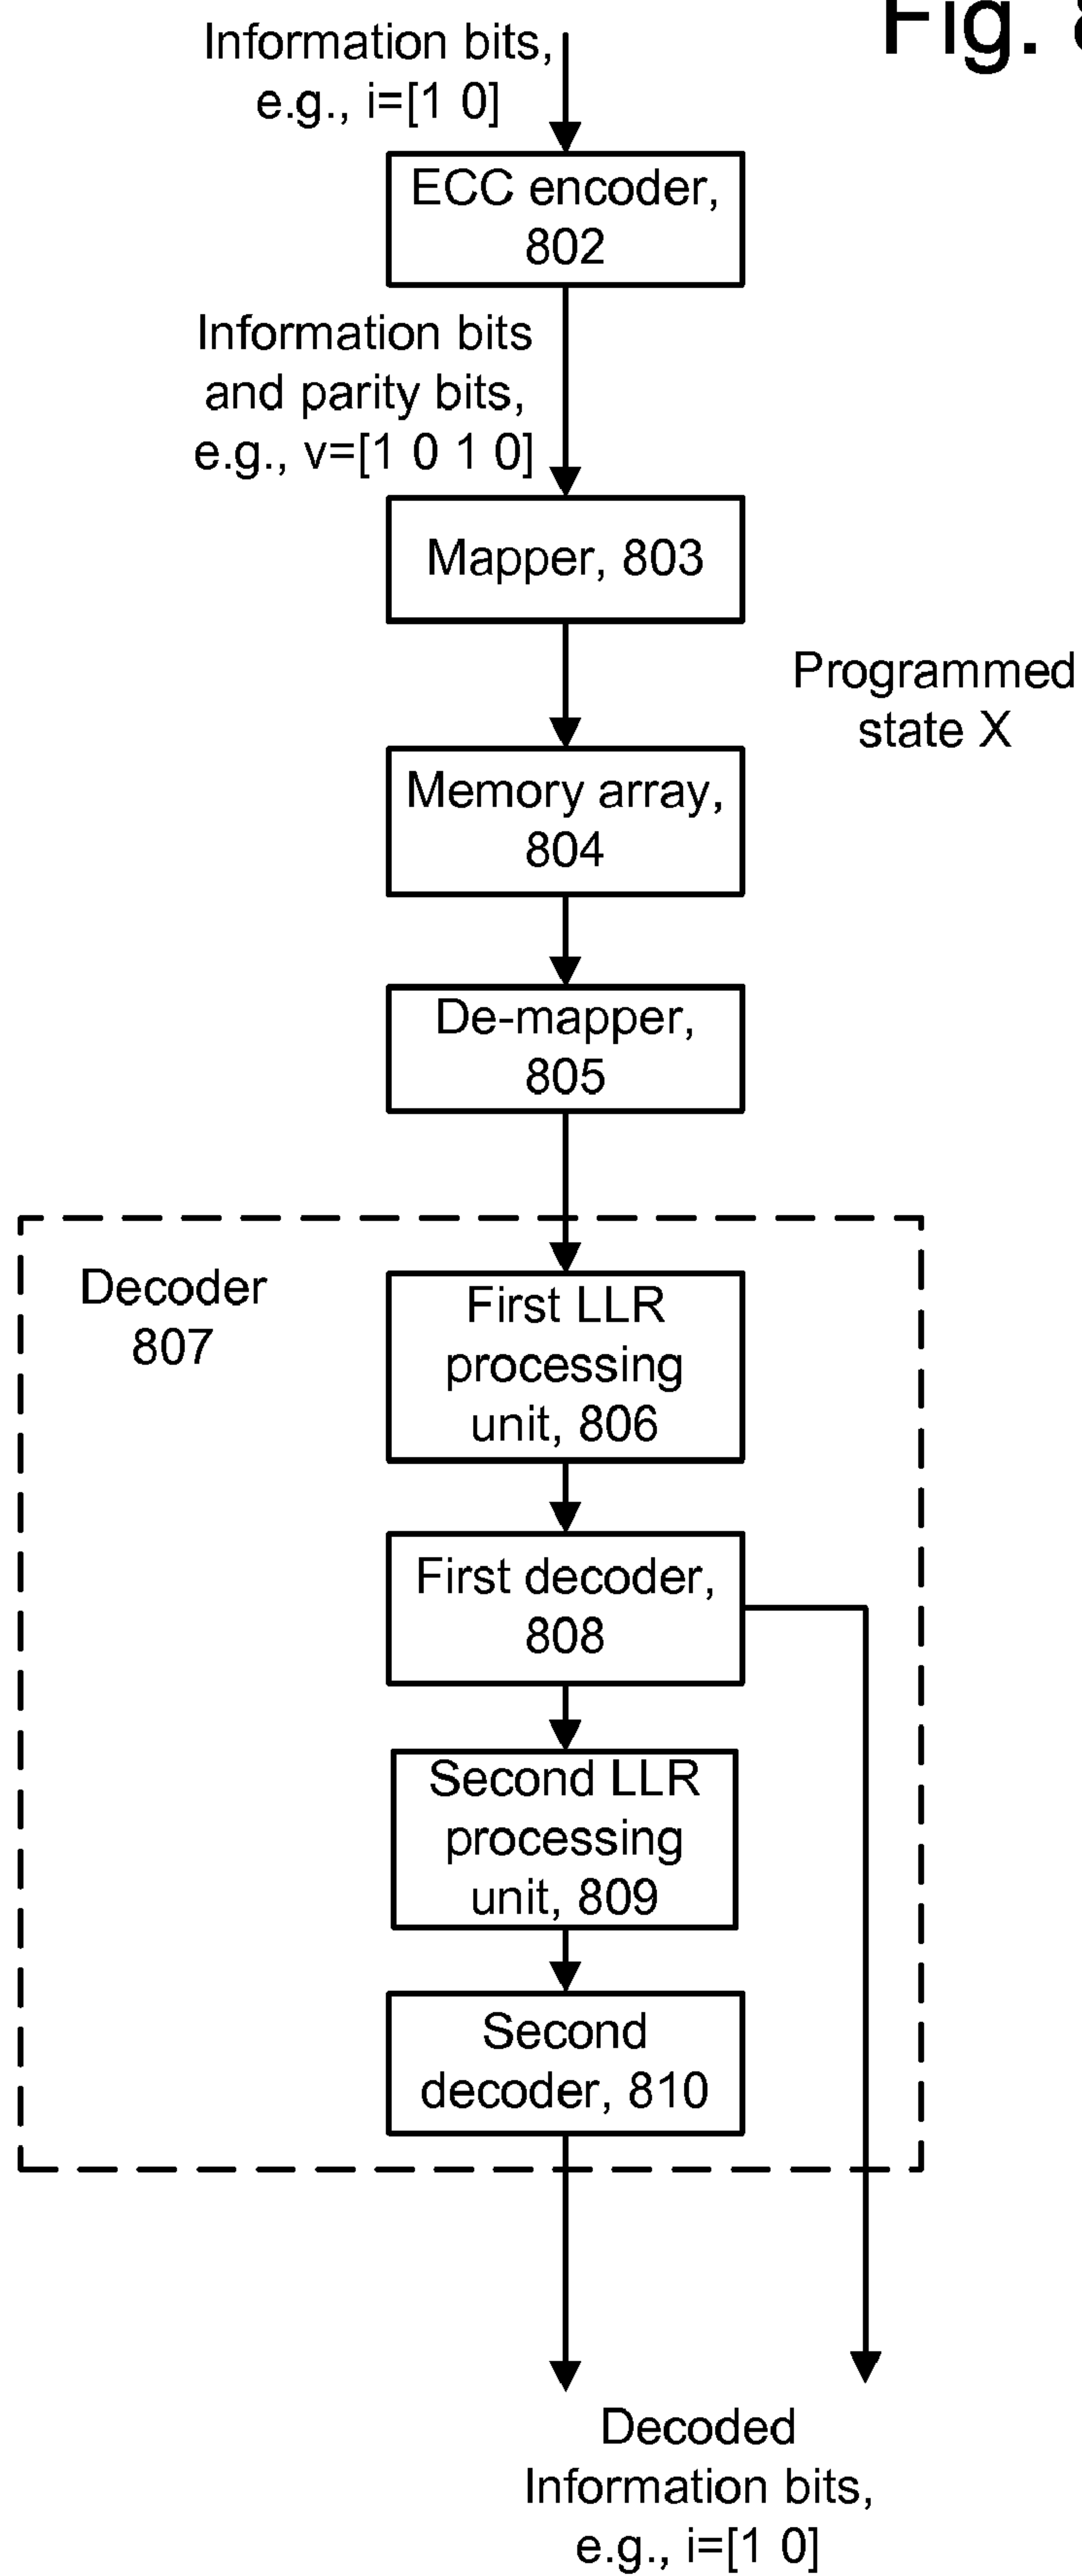 Fig. 8
Information bits,
e.g., i=[1 0]
ECC encoder,
802
Information bits
and parity bits,
e.g., v=[1 0 1 0]
Mapper, 803
Programmed
state X
Memory array,
804
De-mapper,
805
Decoder
807
First LLR
processing
unit, 806
First decoder,
808
Second LLR
processing
unit, 809
Second
decoder, 810
Decoded
Information bits,
e.g., i=[1 0]